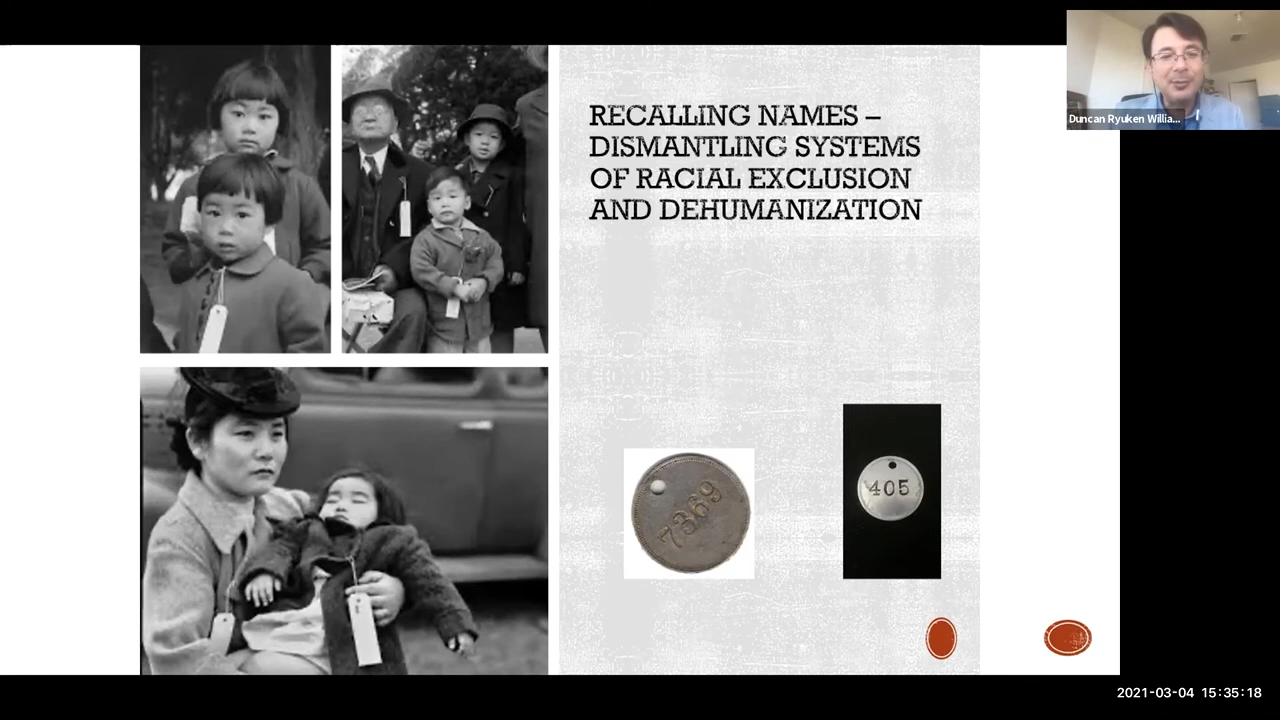 Duncan Ryuken Willia...
RECALLING NAMES –
DISMANTLING SYSTEMS
OF RACIAL EXCLUSION
AND DEHUMANIZATION
7369
405
2021-03-04 15:35:18